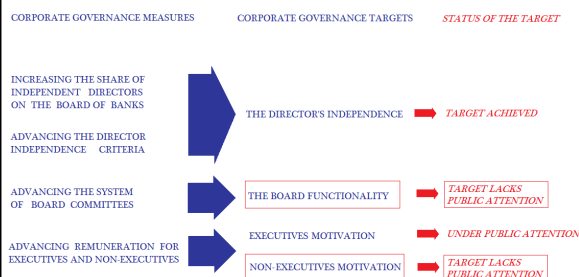 CORPORATE GOVERNANCE MEASURES
CORPORATE GOVERNANCE TARGETS
STATUS OF THE TARGET
INCREASING THE SHARE OF
INDEPENDENT DIRECTORS
ON THE BOARD OF BANKS
ADVANCING THE DIRECTOR
INDEPENDENCE CRITERIA
THE DIRECTOR'S INDEPENDENCE
TARGET ACHIEVED
ADVANCING THE SYSTEM
OF BOARD COMMITTEES
THE BOARD FUNCTIONALITY
TARGET LACKS
PUBLIC ATTENTION
ADVANCING REMUNERATION FOR
EXECUTIVES AND NON-EXECUTIVES
EXECUTIVES MOTIVATION
UNDER PUBLIC ATTENTION
NON-EXECUTIVES MOTIVATION
TARGET LACKS
PUBLIC ATTENTION